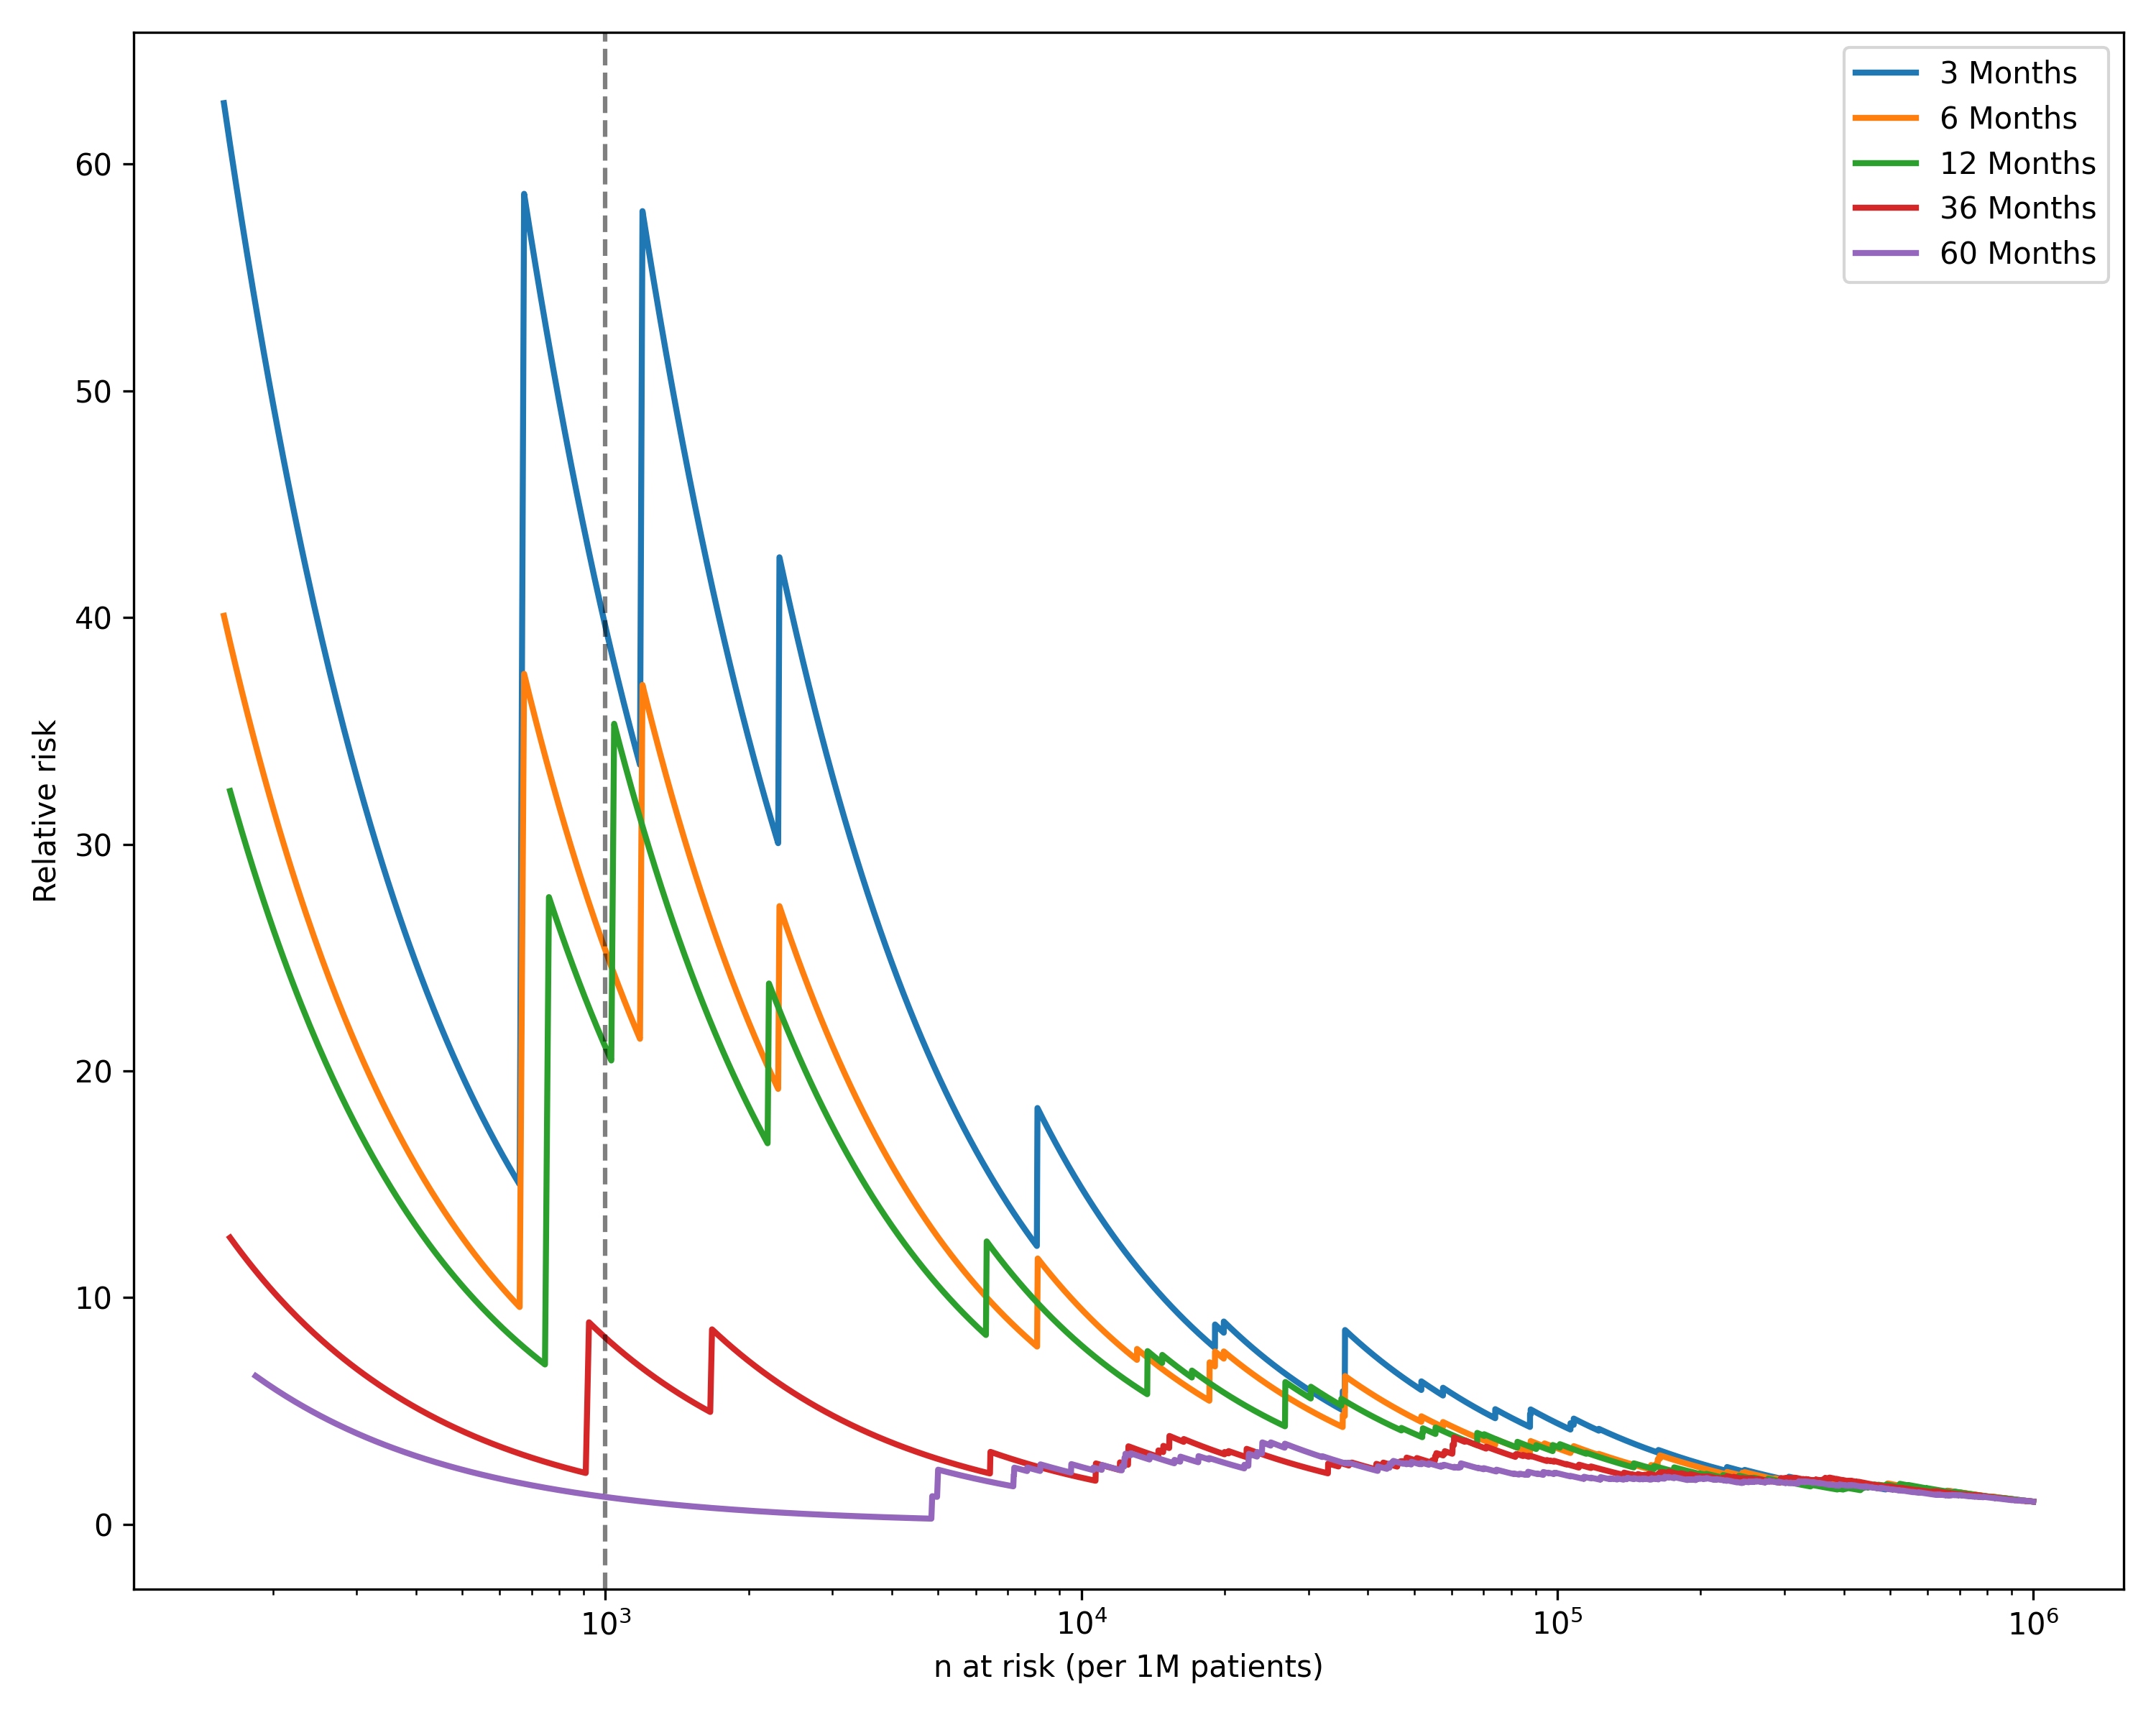 3 Months
6 Months
12 Months
36 Months
60 Months
Relative risk
60
50
40
30
20
10
0
10³
10⁴
10⁵
10⁶
n at risk (per 1M patients)